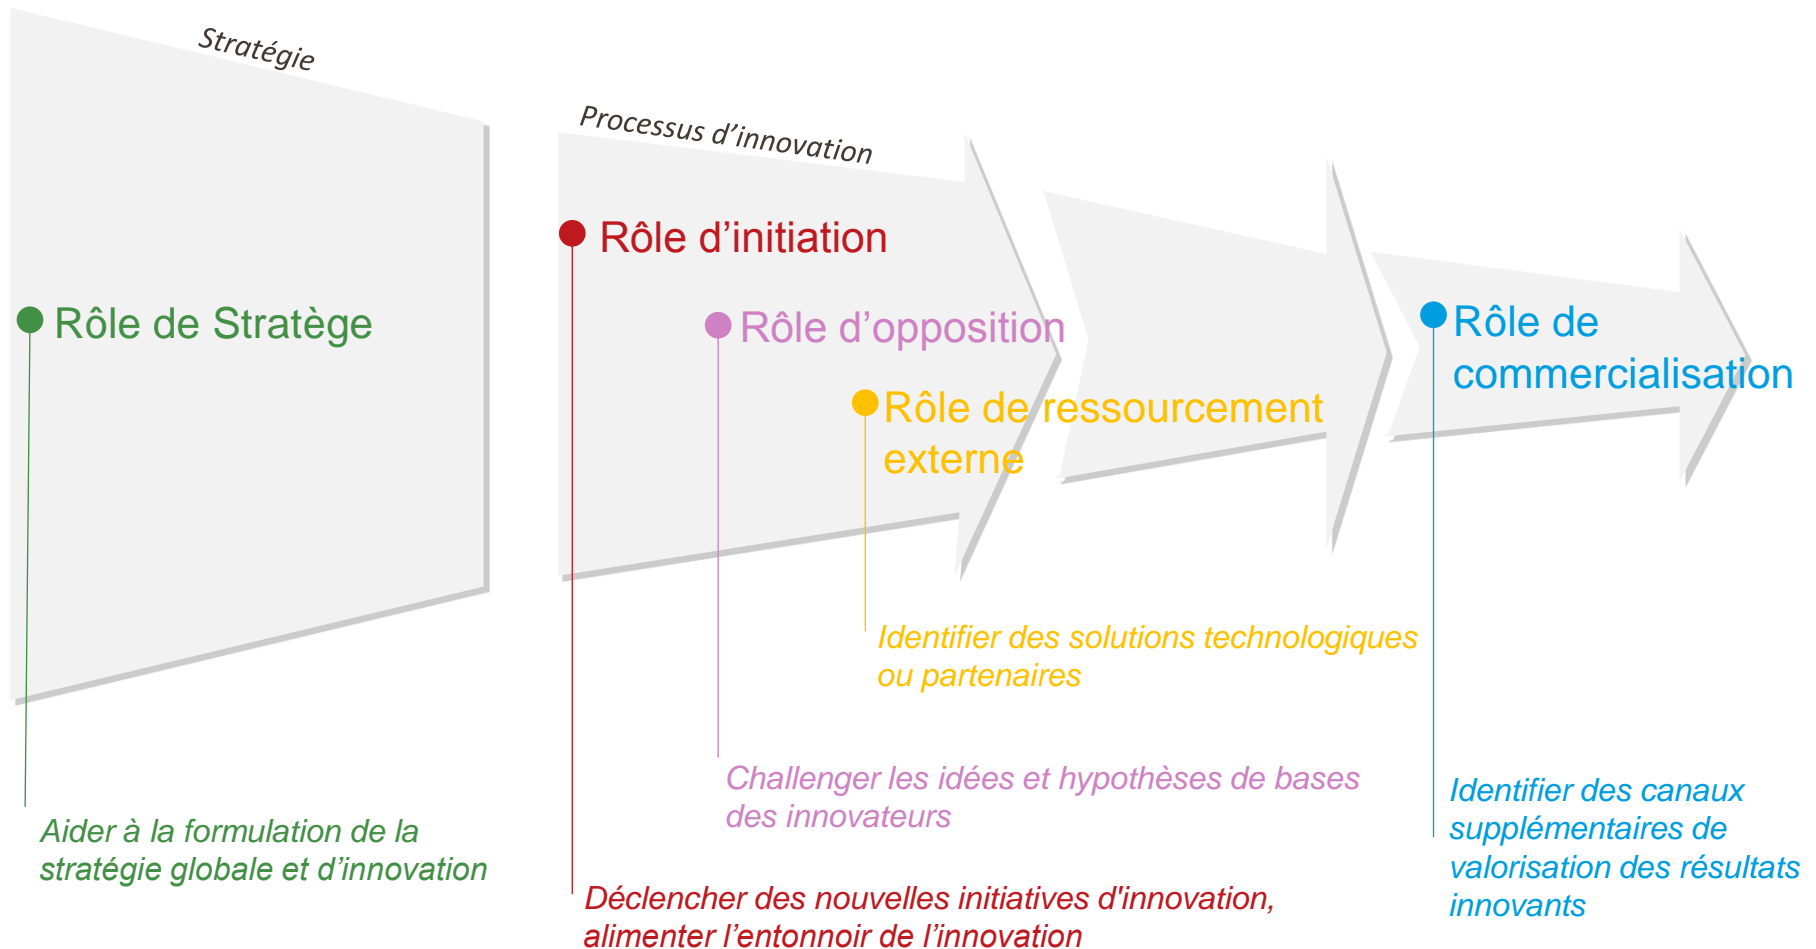 Stratégie
Processus d’innovation
Rôle d’initiation
Rôle de Stratège
Rôle d’opposition
Rôle de
commercialisation
Rôle de ressourcement
externe
Identifier des solutions technologiques
ou partenaires
Challenger les idées et hypothèses de bases
des innovateurs
Identifier des canaux
supplémentaires de
valorisation des résultats
innovants
Aider à la formulation de la
stratégie globale et d’innovation
Déclencher des nouvelles initiatives d'innovation,
alimenter l’entonnoir de l’innovation